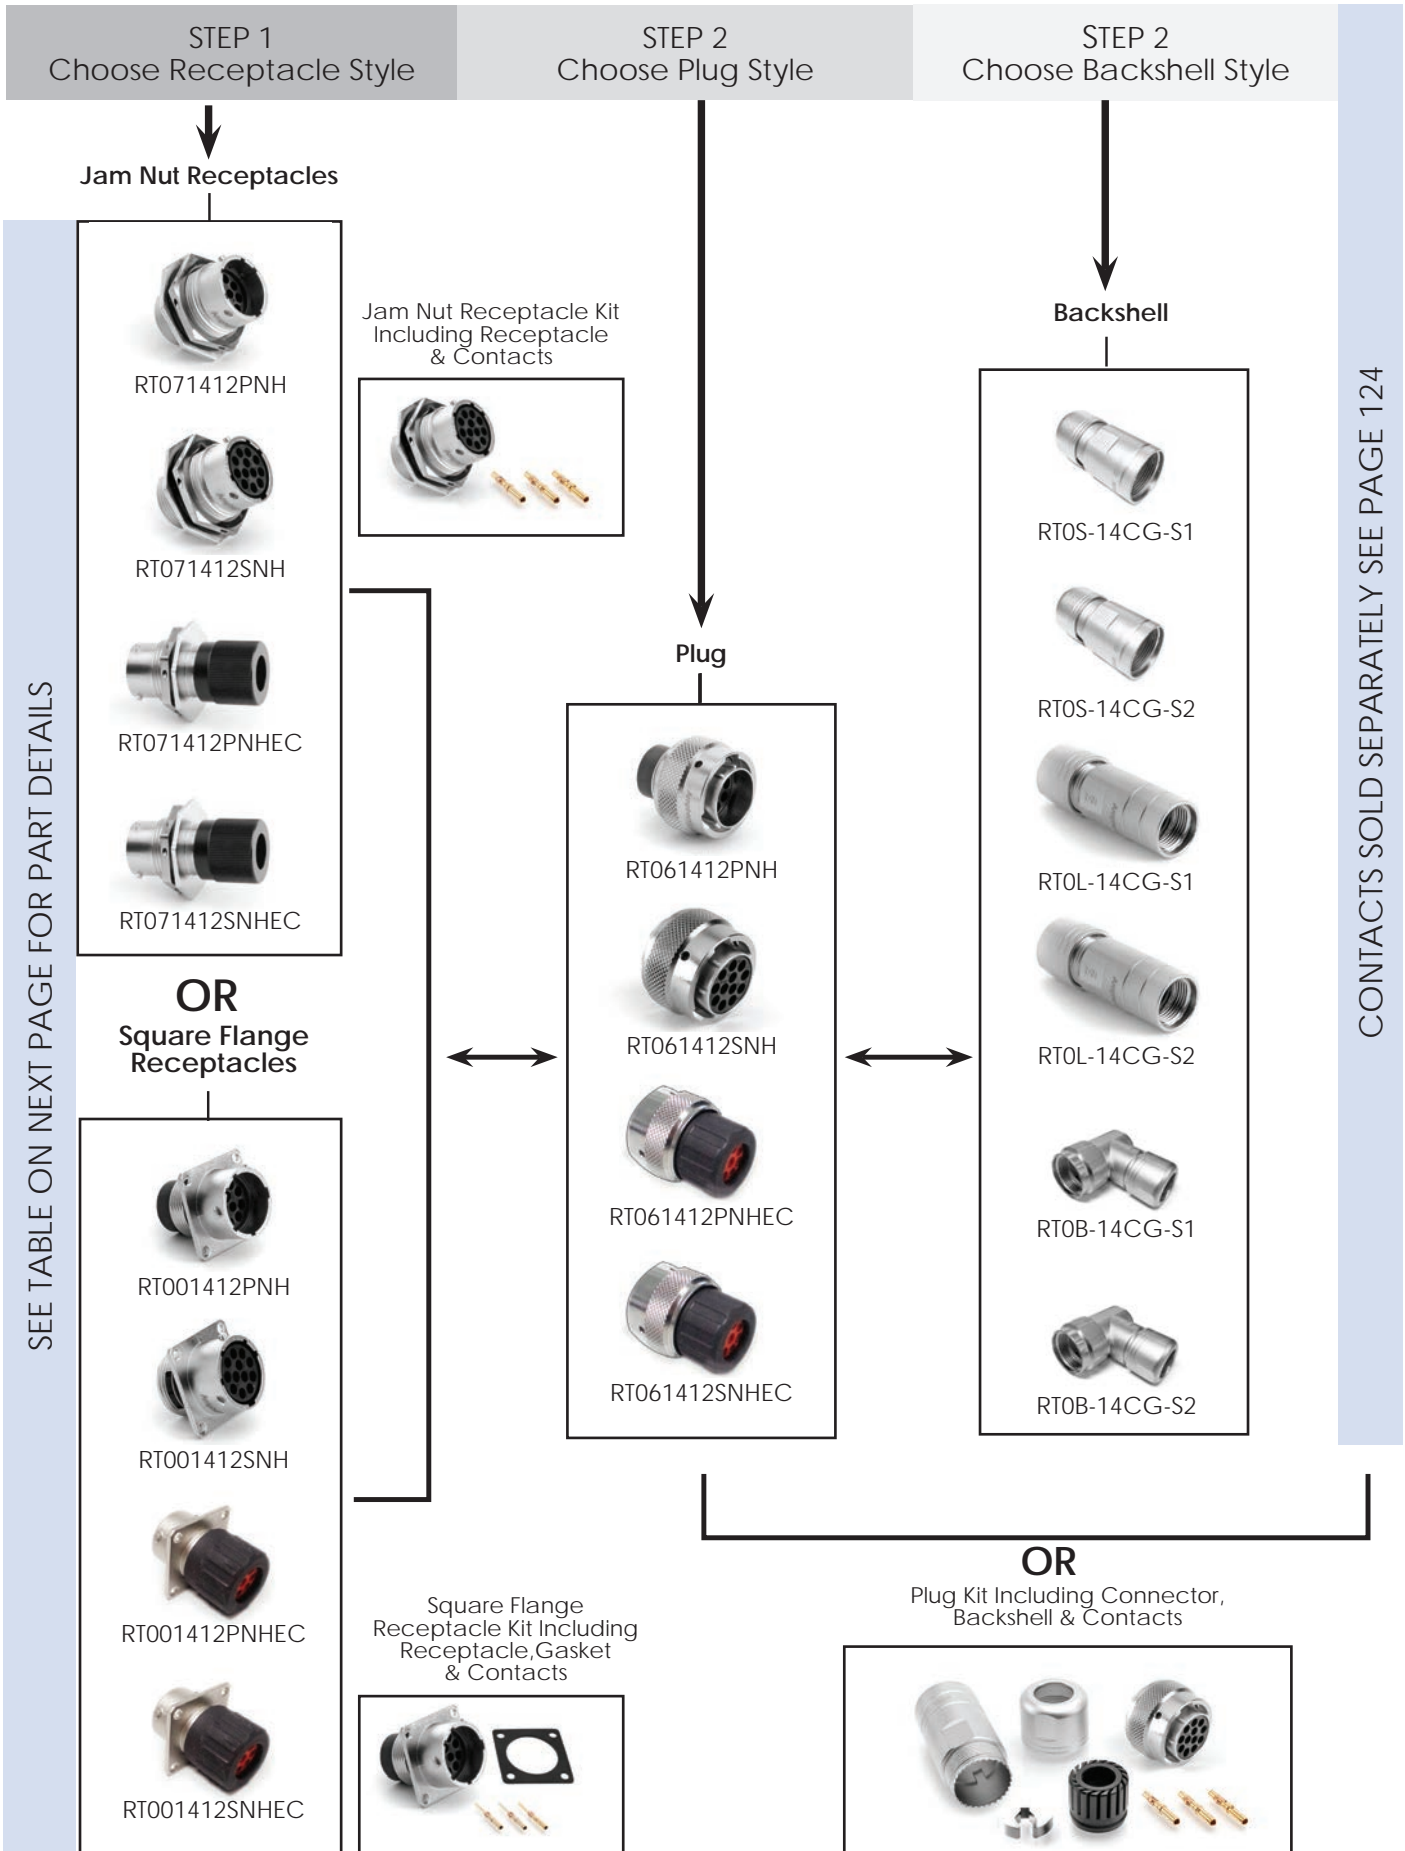 STEP 1
Choose Receptacle Style
STEP 2
Choose Plug Style
STEP 2
Choose Backshell Style
Jam Nut Receptacles
RT071412PNH
RT071412SNH
RT071412PNHEC
RT071412SNHEC
Jam Nut Receptacle Kit
Including Receptacle
& Contacts
OR
Square Flange
Receptacles
RT001412PNH
RT001412SNH
RT001412PNHEC
RT001412SNHEC
Square Flange
Receptacle Kit Including
Receptacle,Gasket
& Contacts
Plug
RT061412PNH
RT061412SNH
RT061412PNHEC
RT061412SNHEC
Backshell
RT0S-14CG-S1
RT0S-14CG-S2
RT0L-14CG-S1
RT0L-14CG-S2
RT0B-14CG-S1
RT0B-14CG-S2
OR
Plug Kit Including Connector,
Backshell & Contacts
SEE TABLE ON NEXT PAGE FOR PART DETAILS
CONTACTS SOLD SEPARATELY SEE PAGE 124